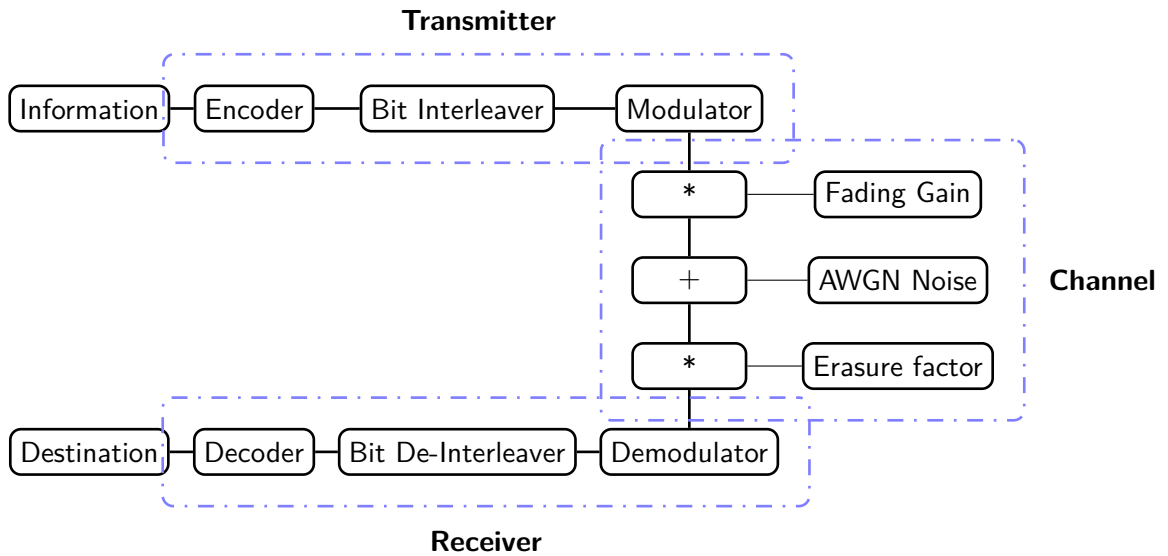 Transmitter
Information
Encoder
Bit Interleaver
Modulator
*
Fading Gain
+
AWGN Noise
Channel
*
Erasure factor
Destination
Decoder
Bit De-Interleaver
Demodulator
Receiver